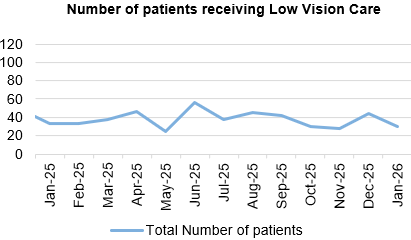 Number of patients receiving Low Vision Care
120
100
80
60
40
20
0
Jan-25
Feb-25
Mar-25
Apr-25
May-25
Jun-25
Jul-25
Aug-25
Sep-25
Oct-25
Nov-25
Dec-25
Jan-26
Total Number of patients